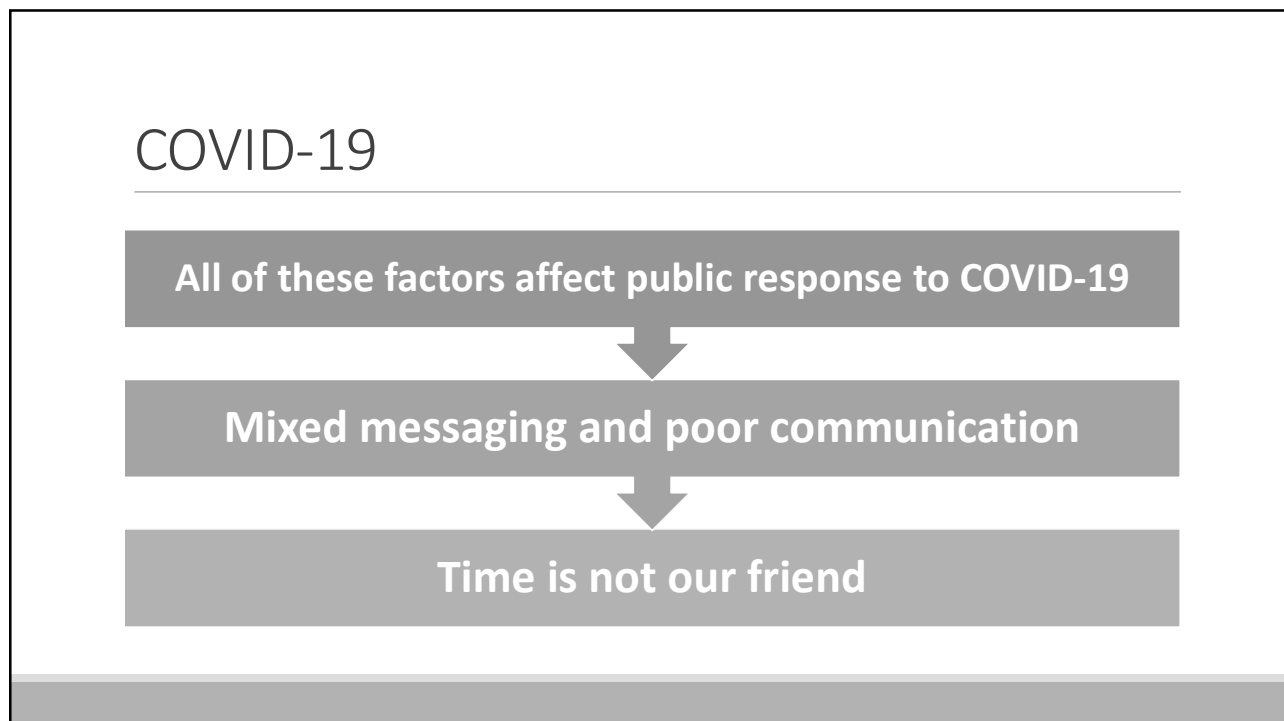 COVID-19
All of these factors affect public response to COVID-19
Mixed messaging and poor communication
Time is not our friend